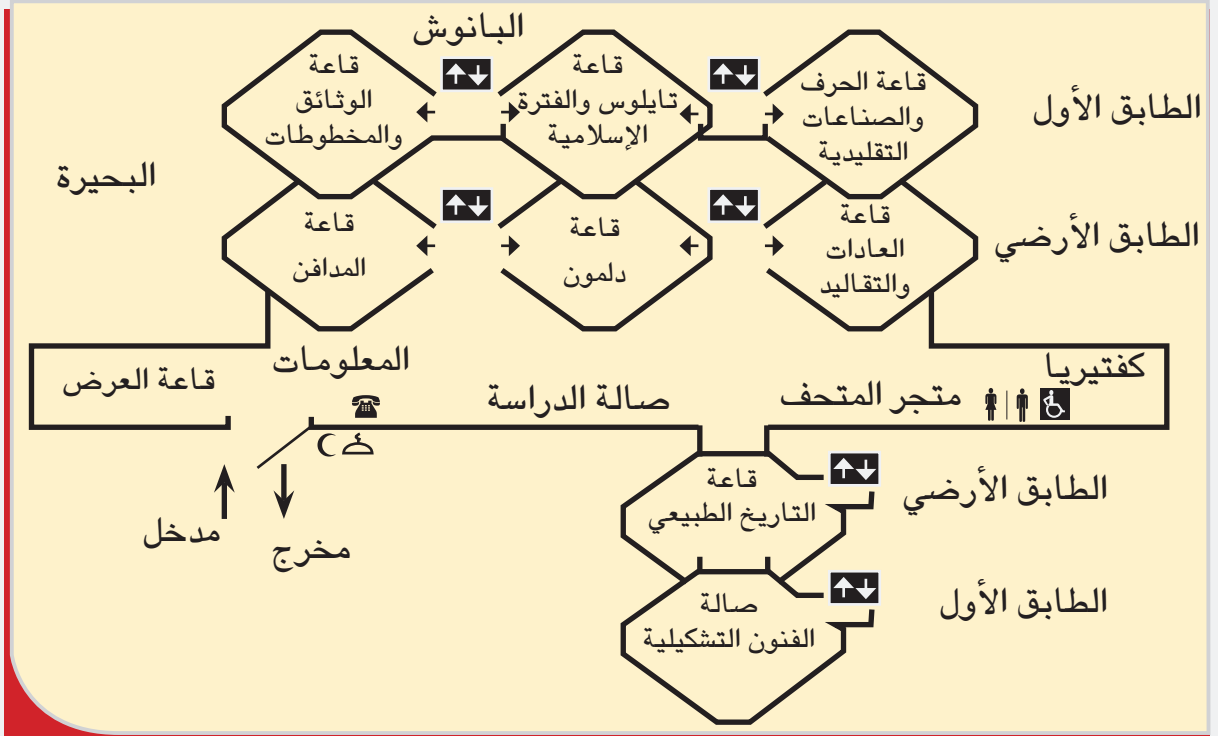 البانوش
الطابق الأول
قاعة الحرف
والصناعات
التقليدية
قاعة
تايلوس والفترة
الإسلامية
قاعة
الوثائق
والمخطوطات
البحيرة
الطابق الأرضي
قاعة
العادات
والتقاليد
قاعة
دلمون
قاعة
المدافن
كفتيريا
متجر المتحف
صالة الدراسة
المعلومات
قاعة العرض
مدخل
مخرج
الطابق الأرضي
قاعة
التاريخ الطبيعي
الطابق الأول
صالة
الفنون التشكيلية